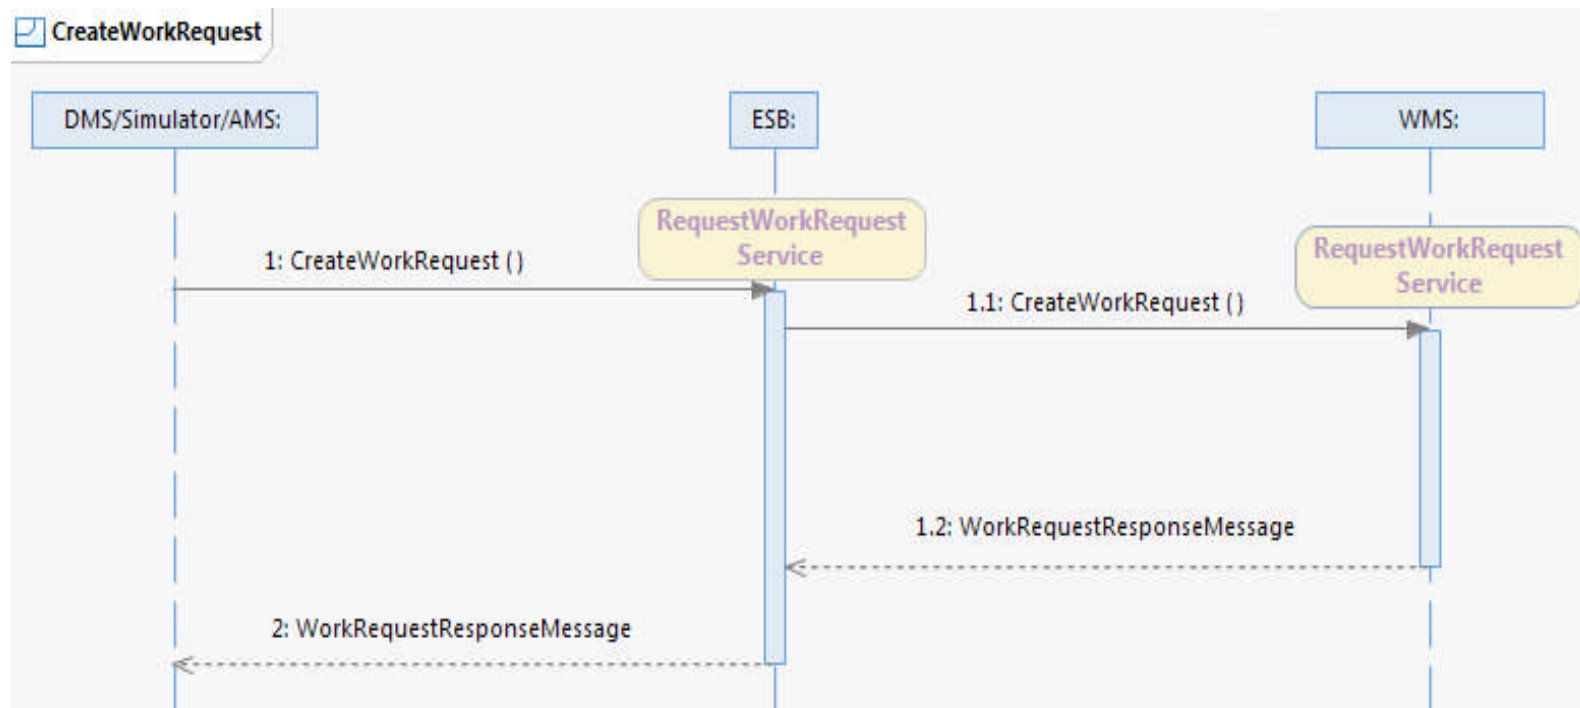 CreateWorkRequest
DMS/Simulator/AMS:
ESB:
WMS:
RequestWorkRequest
Service
RequestWorkRequest
Service
1: CreateWorkRequest ( )
1.1: CreateWorkRequest ( )
1.2: WorkRequestResponseMessage
2: WorkRequestResponseMessage